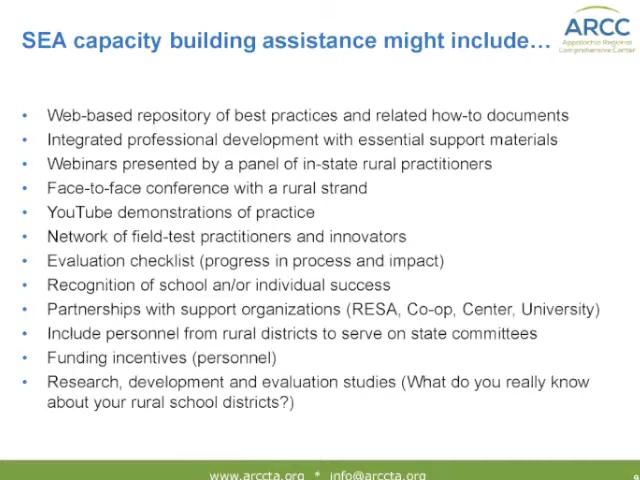 SEA capacity building assistance might include…
ARCC
Appalachia Regional
Comprehensive Center
• Web-based repository of best practices and related how-to documents
• Integrated professional development with essential support materials
• Webinars presented by a panel of in-state rural practitioners
• Face-to-face conference with a rural strand
• YouTube demonstrations of practice
• Network of field-test practitioners and innovators
• Evaluation checklist (progress in process and impact)
• Recognition of school an/or individual success
• Partnerships with support organizations (RESA, Co-op, Center, University)
• Include personnel from rural districts to serve on state committees
• Funding incentives (personnel)
• Research, development and evaluation studies (What do you really know
about your rural school districts?)
www.arccta.org * info@arccta.org
9